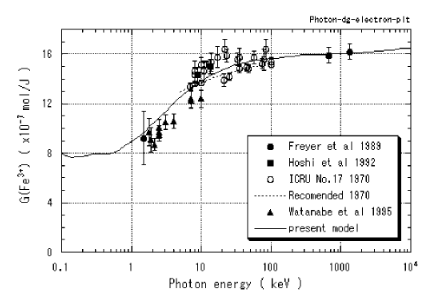 Photon-dg-electron-plt
16
12
8
4
0
G(Fe³⁺) ( x10⁻⁷ mol/J )
Freyer et al 1989
Hoshi et al 1992
ICRU No.17 1970
Recomended 1970
Watanabe et al 1995
present model
0.1
1
10
100
1000
10⁴
Photon energy ( keV )